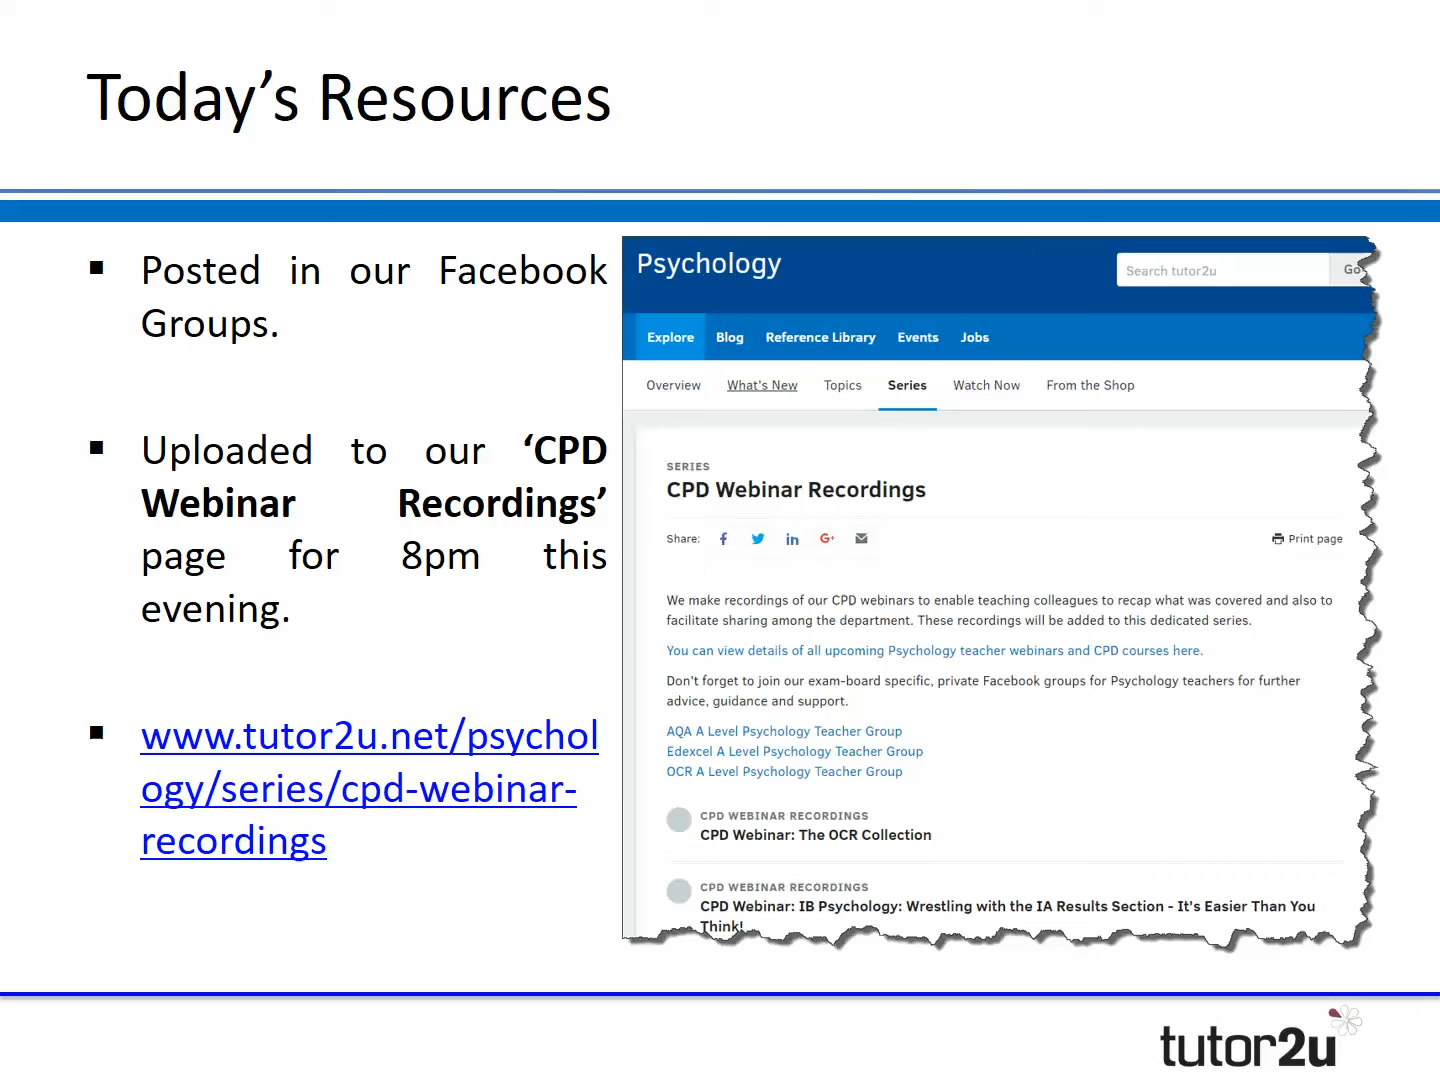 Today's Resources
▪ Posted in our Facebook
Groups.
▪ Uploaded to our ‘CPD
Webinar Recordings’
page for 8pm this
evening.
▪ www.tutor2u.net/psychol
ogy/series/cpd-webinar-
recordings
Psychology
Search tutor2u
Go
Explore Blog Reference Library Events Jobs
Overview What's New Topics Series Watch Now From the Shop
SERIES
CPD Webinar Recordings
Share: Print page
We make recordings of our CPD webinars to enable teaching colleagues to recap what was covered and also to
facilitate sharing among the department. These recordings will be added to this dedicated series.
You can view details of all upcoming Psychology teacher webinars and CPD courses here.
Don't forget to join our exam-board specific, private Facebook groups for Psychology teachers for further
advice, guidance and support.
AQA A Level Psychology Teacher Group
Edexcel A Level Psychology Teacher Group
OCR A Level Psychology Teacher Group
CPD WEBINAR RECORDINGS
CPD Webinar: The OCR Collection
CPD WEBINAR RECORDINGS
CPD Webinar: IB Psychology: Wrestling with the IA Results Section - It's Easier Than You
Think!
tutor2u